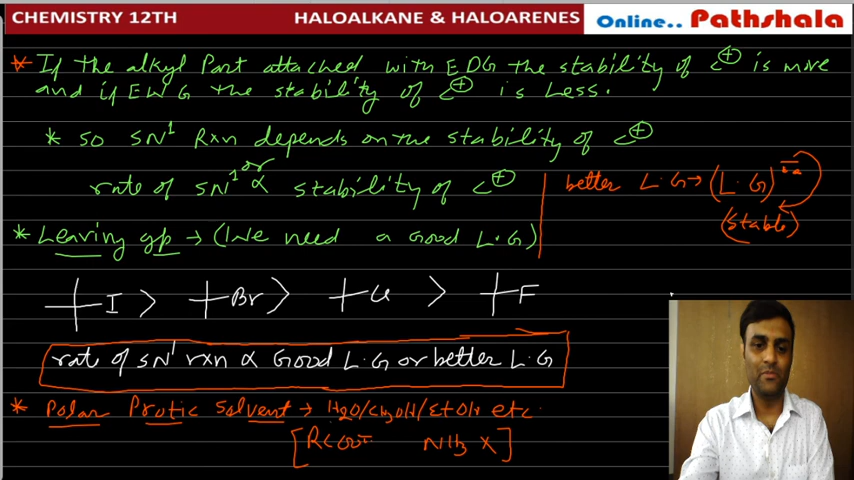 CHEMISTRY 12TH
HALOALKANE & HALOARENES
Online.. Pathshala
* If the alkyl Part attached with EDG the stability of C⊕ is more
and if EWG the stability of C⊕ is Less.
* so SN¹ Rxn depends on the stability of C⊕
or
rate of SN¹ ∝ stability of C⊕
better L.G → (L.G)
(stable)
* Leaving gp → (We need a Good L.G)
I > Br > Cl > F
rate of SN¹ rxn ∝ Good L.G or better L.G
* Polar Protic Solvent → H2O/CH3OH/EtOH etc.
[ NH3 X ]